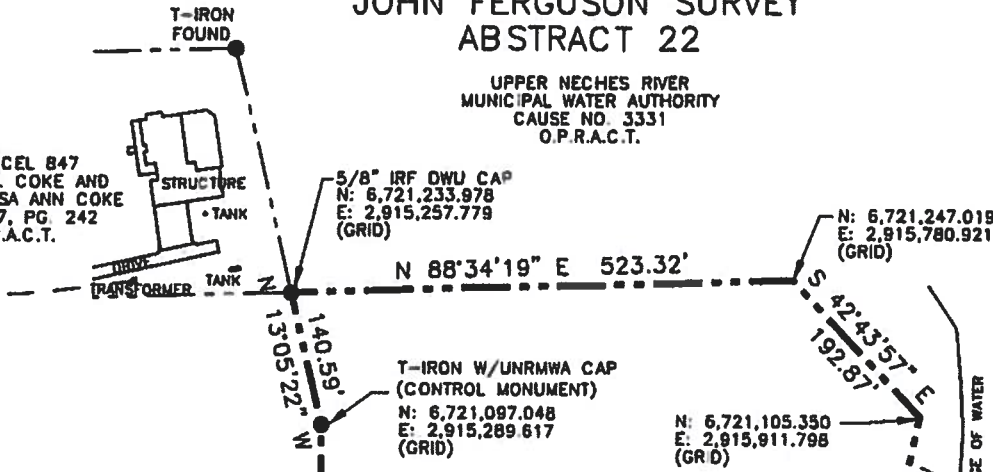 JOHN FERGUSON SURVEY
ABSTRACT 22
T-IRON
FOUND
UPPER NECHES RIVER
MUNICIPAL WATER AUTHORITY
CAUSE NO. 3331
O.P.R.A.C.T.
CEL 847
COKE AND
SA ANN COKE
7, PG. 242
.A.C.T.
STRUCTURE
TANK
DRIVE
TANK
TRANSFORMER
5/8" IRF DWU CAP
N: 6,721,233.978
E: 2,915,257.779
(GRID)
N: 6,721,247.019
E: 2,915,780.921
(GRID)
N 88°34'19" E 523.32'
S 42°43'57" E
192.87'
N 13°05'22" W
140.59'
T-IRON W/UNRMWA CAP
(CONTROL MONUMENT)
N: 6,721,097.048
E: 2,915,289.617
(GRID)
N: 6,721,105.350
E: 2,915,911.798
(GRID)
CE OF WATER